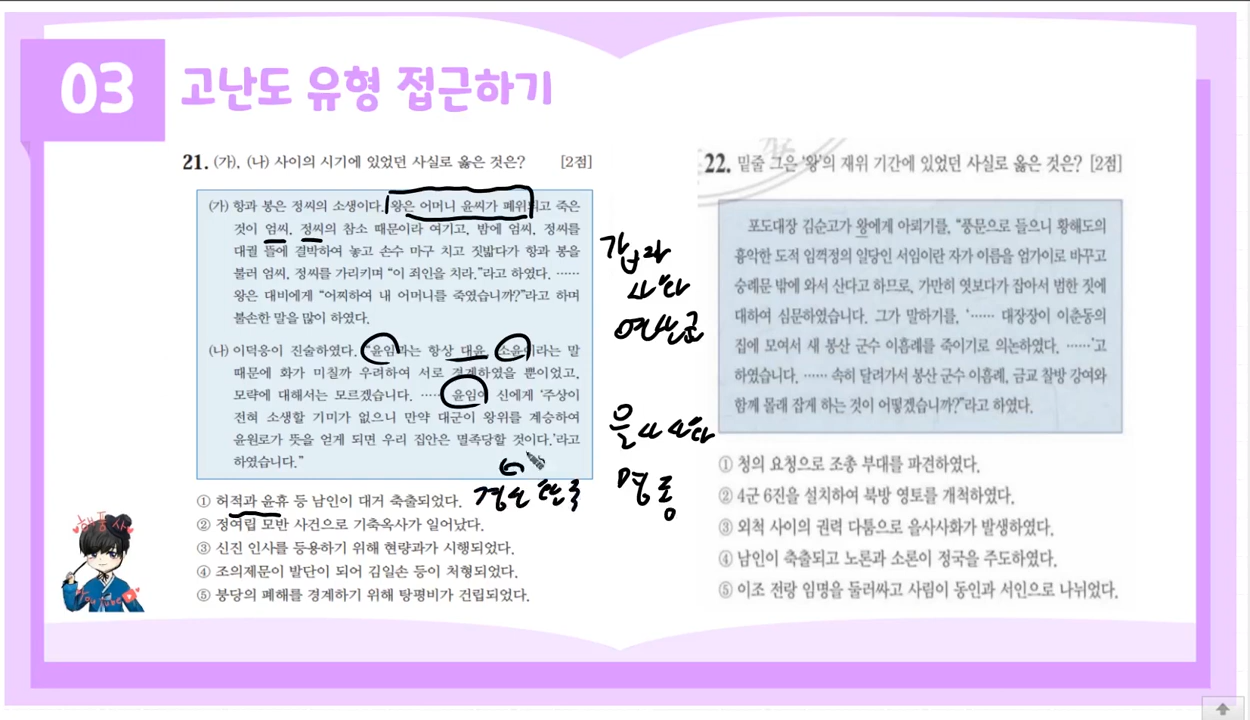 03 고난도 유형 접근하기
21. (가), (나) 사이의 시기에 있었던 사실로 옳은 것은? [2점]
(가) 항과 봉은 정씨의 소생이다. 왕은 어머니 윤씨가 폐위되고 죽은
것이 엄씨, 정씨의 참소 때문이라 여기고, 밤에 엄씨, 정씨를
대궐 뜰에 결박하여 놓고 손수 마구 치고 짓밟다가 항과 봉을
불러 엄씨, 정씨를 가리키며 “이 죄인을 치라.”라고 하였다. ……
왕은 대비에게 “어찌하여 내 어머니를 죽였습니까?”라고 하며
불손한 말을 많이 하였다.
(나) 이덕응이 진술하였다. “윤임과는 항상 대윤, 소윤이라는 말
때문에 화가 미칠까 우려하여 서로 경계하였을 뿐이었고,
모략에 대해서는 모르겠습니다. …… 윤임이 신에게 ‘주상이
전혀 소생할 기미가 없으니 만약 대군이 왕위를 계승하여
윤원로가 뜻을 얻게 되면 우리 집안은 멸족당할 것이다.’라고
하였습니다.”
① 허적과 윤휴 등 남인이 대거 축출되었다.
② 정여립 모반 사건으로 기축옥사가 일어났다.
③ 신진 인사를 등용하기 위해 현량과가 시행되었다.
④ 조의제문이 발단이 되어 김일손 등이 처형되었다.
⑤ 붕당의 폐해를 경계하기 위해 탕평비가 건립되었다.
경신환국
갑자
사화
연산군
을사 사화
명종
22. 밑줄 그은 ‘왕’의 재위 기간에 있었던 사실로 옳은 것은? [2점]
포도대장 김순고가 왕에게 아뢰기를, “풍문으로 들으니 황해도의
흉악한 도적 임꺽정의 일당인 서임이란 자가 이름을 엄가이로 바꾸고
숭례문 밖에 와서 산다고 하므로, 가만히 엿보다가 잡아서 범한 짓에
대하여 심문하였습니다. 그가 말하기를, ‘…… 대장장이 이춘동의
집에 모여서 새 봉산 군수 이흠례를 죽이기로 의논하였다. ……’고
하였습니다. …… 속히 달려가서 봉산 군수 이흠례, 금교 찰방 강여와
함께 몰래 잡게 하는 것이 어떻겠습니까?”라고 하였다.
① 청의 요청으로 조총 부대를 파견하였다.
② 4군 6진을 설치하여 북방 영토를 개척하였다.
③ 외척 사이의 권력 다툼으로 을사사화가 발생하였다.
④ 남인이 축출되고 노론과 소론이 정국을 주도하였다.
⑤ 이조 전랑 임명을 둘러싸고 사림이 동인과 서인으로 나뉘었다.
YouTube